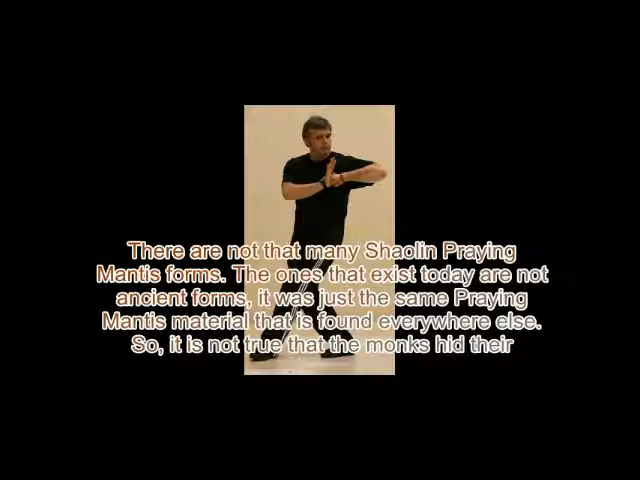 There are not that many Shaolin Praying
Mantis forms. The ones that exist today are not
ancient forms, it was just the same Praying
Mantis material that is found everywhere else.
So, it is not true that the monks hid their